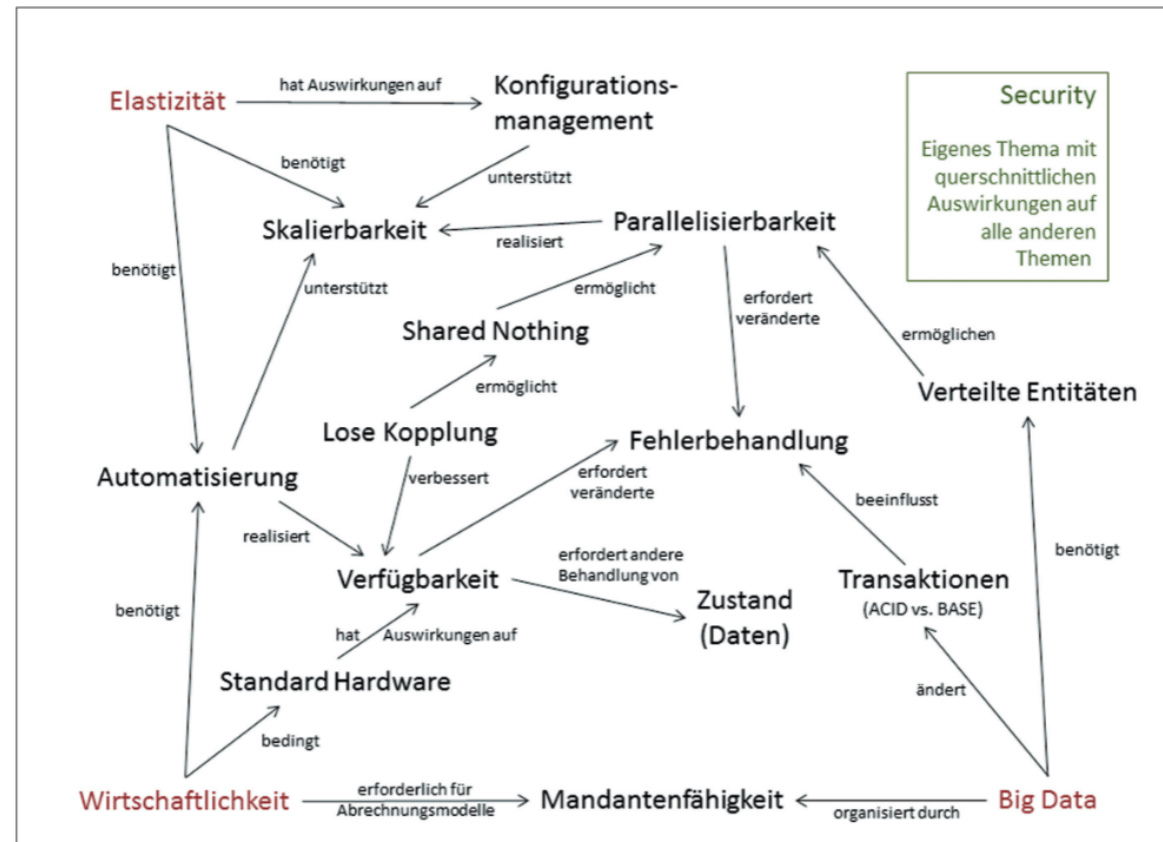 Elastizität
hat Auswirkungen auf
Konfigurations-
management
Security
Eigenes Thema mit
querschnittlichen
Auswirkungen auf
alle anderen
Themen
benötigt
unterstützt
Skalierbarkeit
realisiert
Parallelisierbarkeit
benötigt
unterstützt
ermöglicht
erfordert
veränderte
Shared Nothing
ermöglichen
ermöglicht
Verteilte Entitäten
Lose Kopplung
Fehlerbehandlung
Automatisierung
verbessert
erfordert
veränderte
beeinflusst
realisiert
erfordert andere
Behandlung von
benötigt
Verfügbarkeit
Transaktionen
(ACID vs. BASE)
Zustand
(Daten)
benötigt
hat Auswirkungen auf
Standard Hardware
ändert
bedingt
Wirtschaftlichkeit
erforderlich für
Abrechnungsmodelle
Mandantenfähigkeit
organisiert durch
Big Data